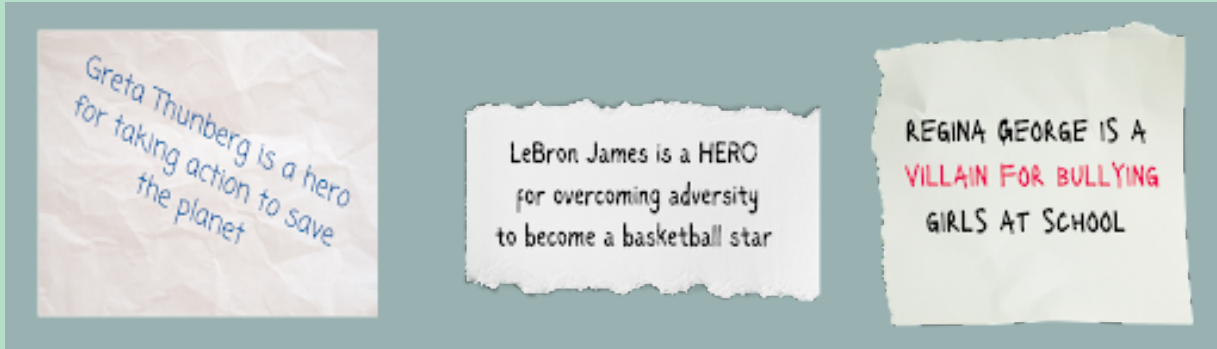 Greta Thunberg is a hero
for taking action to save
the planet
LeBron James is a HERO
for overcoming adversity
to become a basketball star
REGINA GEORGE IS A
VILLAIN FOR BULLYING
GIRLS AT SCHOOL